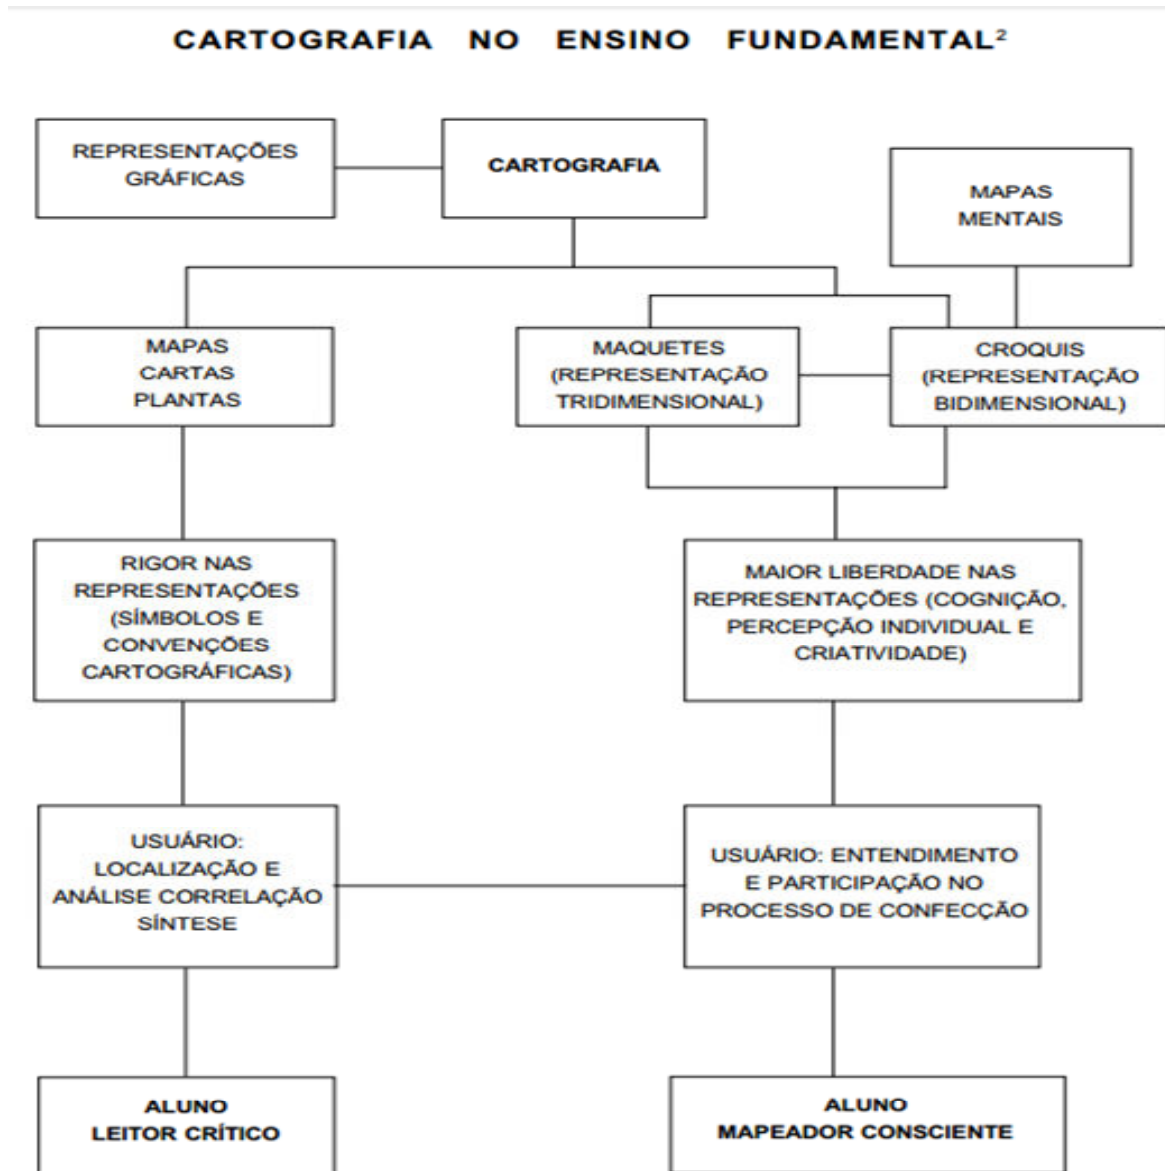 CARTOGRAFIA NO ENSINO FUNDAMENTAL²
REPRESENTAÇÕES
GRÁFICAS
CARTOGRAFIA
MAPAS
MENTAIS
MAPAS
CARTAS
PLANTAS
MAQUETES
(REPRESENTAÇÃO
TRIDIMENSIONAL)
CROQUIS
(REPRESENTAÇÃO
BIDIMENSIONAL)
RIGOR NAS
REPRESENTAÇÕES
(SÍMBOLOS E
CONVENÇÕES
CARTOGRÁFICAS)
MAIOR LIBERDADE NAS
REPRESENTAÇÕES (COGNIÇÃO,
PERCEPÇÃO INDIVIDUAL E
CRIATIVIDADE)
USUÁRIO:
LOCALIZAÇÃO E
ANÁLISE CORRELAÇÃO
SÍNTESE
USUÁRIO: ENTENDIMENTO
E PARTICIPAÇÃO NO
PROCESSO DE CONFECÇÃO
ALUNO
LEITOR CRÍTICO
ALUNO
MAPEADOR CONSCIENTE